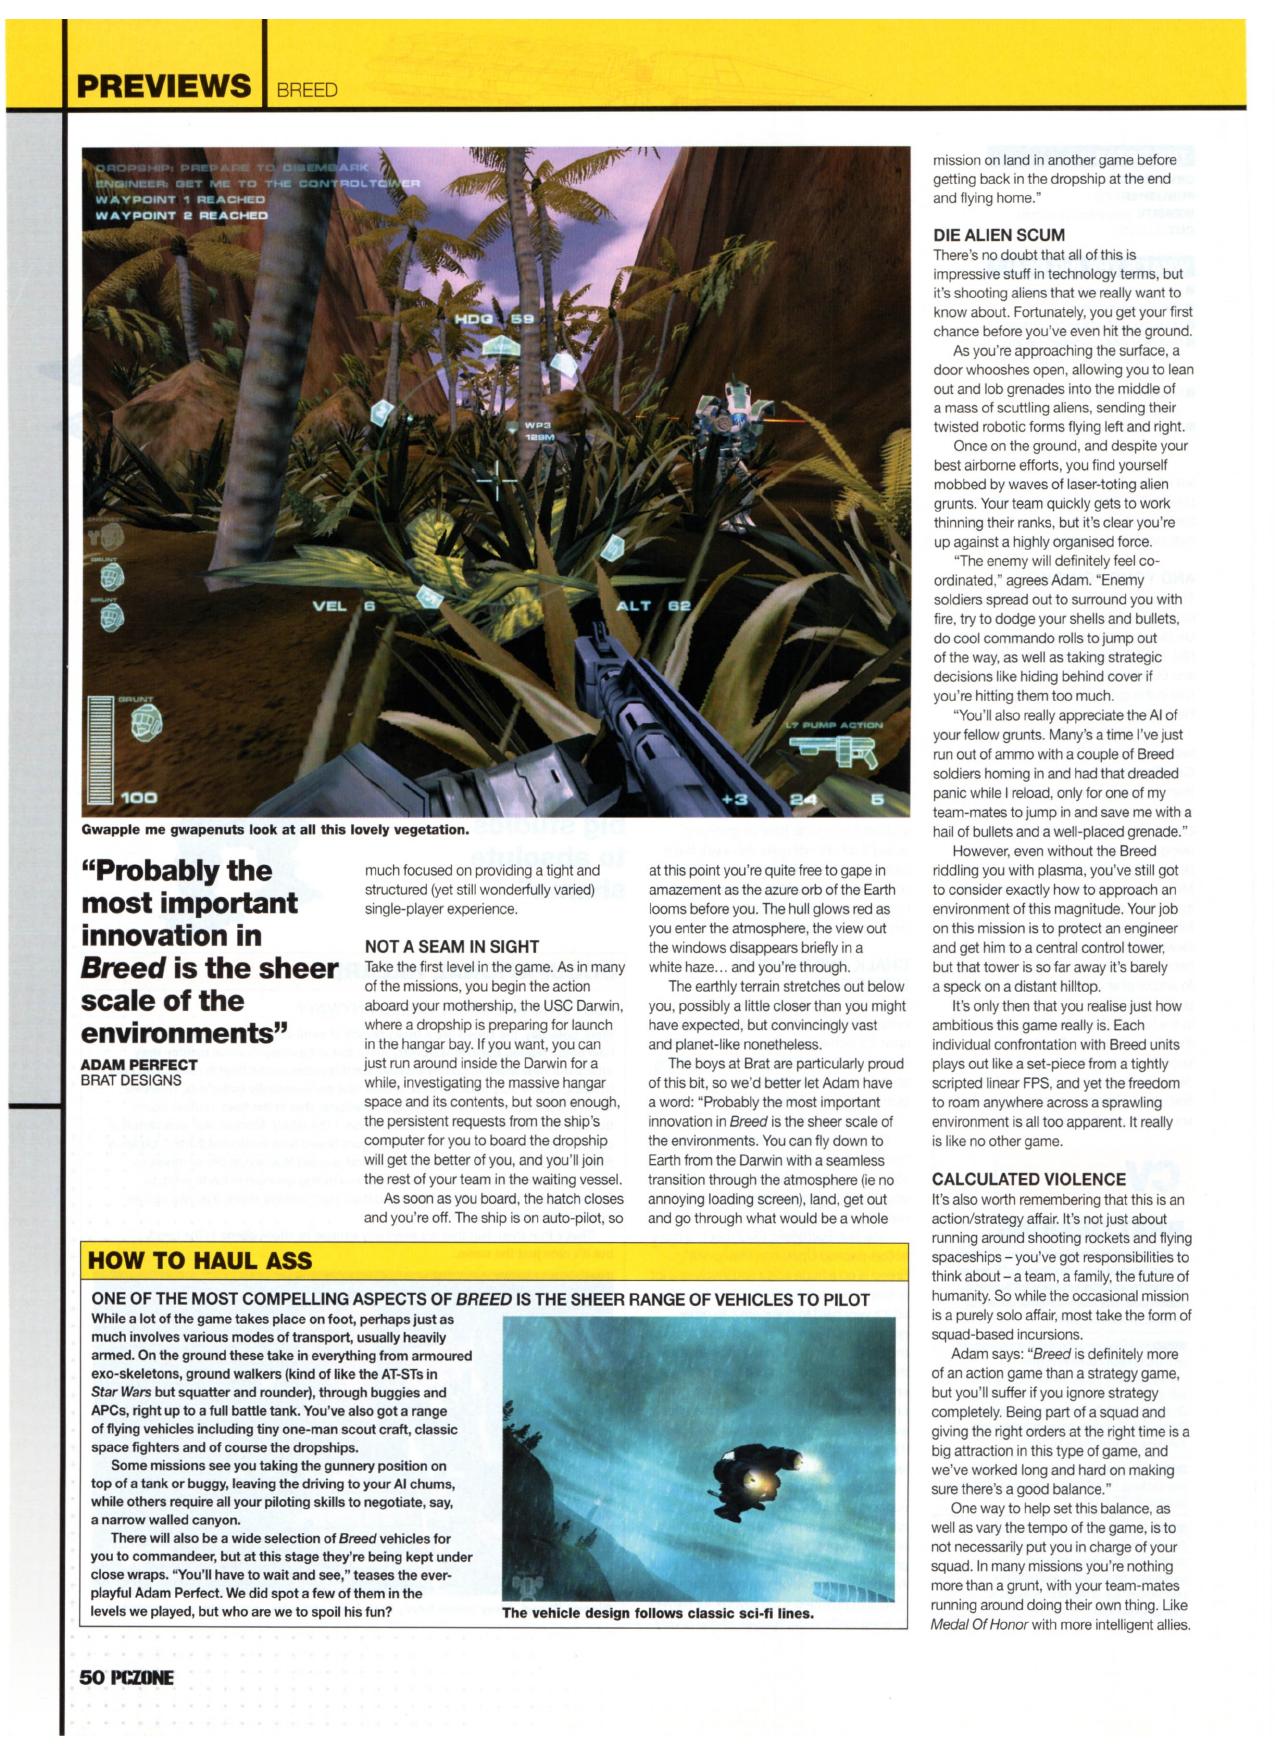 PREVIEWS
BREED
DROPSHIP: PREPARE TO DISEMBARK
ENGINEER: GET ME TO THE CONTROLTOWER
WAYPOINT 1 REACHED
WAYPOINT 2 REACHED
HDG 59
WP3
129M
GRUNT
GRUNT
VEL 6
ALT 62
GRUNT
100
L7 PUMP ACTION
+3 24 5
Gwapple me gwapenuts look at all this lovely vegetation.
“Probably the
most important
innovation in
Breed is the sheer
scale of the
environments”
ADAM PERFECT
BRAT DESIGNS
much focused on providing a tight and
structured (yet still wonderfully varied)
single-player experience.
NOT A SEAM IN SIGHT
Take the first level in the game. As in many
of the missions, you begin the action
aboard your mothership, the USC Darwin,
where a dropship is preparing for launch
in the hangar bay. If you want, you can
just run around inside the Darwin for a
while, investigating the massive hangar
space and its contents, but soon enough,
the persistent requests from the ship's
computer for you to board the dropship
will get the better of you, and you'll join
the rest of your team in the waiting vessel.
As soon as you board, the hatch closes
and you're off. The ship is on auto-pilot, so
at this point you're quite free to gape in
amazement as the azure orb of the Earth
looms before you. The hull glows red as
you enter the atmosphere, the view out
the windows disappears briefly in a
white haze... and you're through.
The earthly terrain stretches out below
you, possibly a little closer than you might
have expected, but convincingly vast
and planet-like nonetheless.
The boys at Brat are particularly proud
of this bit, so we'd better let Adam have
a word: “Probably the most important
innovation in Breed is the sheer scale of
the environments. You can fly down to
Earth from the Darwin with a seamless
transition through the atmosphere (ie no
annoying loading screen), land, get out
and go through what would be a whole
mission on land in another game before
getting back in the dropship at the end
and flying home.”
DIE ALIEN SCUM
There's no doubt that all of this is
impressive stuff in technology terms, but
it's shooting aliens that we really want to
know about. Fortunately, you get your first
chance before you've even hit the ground.
As you're approaching the surface, a
door whooshes open, allowing you to lean
out and lob grenades into the middle of
a mass of scuttling aliens, sending their
twisted robotic forms flying left and right.
Once on the ground, and despite your
best airborne efforts, you find yourself
mobbed by waves of laser-toting alien
grunts. Your team quickly gets to work
thinning their ranks, but it's clear you're
up against a highly organised force.
“The enemy will definitely feel co-
ordinated,” agrees Adam. “Enemy
soldiers spread out to surround you with
fire, try to dodge your shells and bullets,
do cool commando rolls to jump out
of the way, as well as taking strategic
decisions like hiding behind cover if
you're hitting them too much.
“You'll also really appreciate the AI of
your fellow grunts. Many's a time I've just
run out of ammo with a couple of Breed
soldiers homing in and had that dreaded
panic while I reload, only for one of my
team-mates to jump in and save me with a
hail of bullets and a well-placed grenade.”
However, even without the Breed
riddling you with plasma, you've still got
to consider exactly how to approach an
environment of this magnitude. Your job
on this mission is to protect an engineer
and get him to a central control tower,
but that tower is so far away it's barely
a speck on a distant hilltop.
It's only then that you realise just how
ambitious this game really is. Each
individual confrontation with Breed units
plays out like a set-piece from a tightly
scripted linear FPS, and yet the freedom
to roam anywhere across a sprawling
environment is all too apparent. It really
is like no other game.
CALCULATED VIOLENCE
It's also worth remembering that this is an
action/strategy affair. It's not just about
running around shooting rockets and flying
spaceships – you've got responsibilities to
think about – a team, a family, the future of
humanity. So while the occasional mission
is a purely solo affair, most take the form of
squad-based incursions.
Adam says: “Breed is definitely more
of an action game than a strategy game,
but you'll suffer if you ignore strategy
completely. Being part of a squad and
giving the right orders at the right time is a
big attraction in this type of game, and
we've worked long and hard on making
sure there's a good balance.”
One way to help set this balance, as
well as vary the tempo of the game, is to
not necessarily put you in charge of your
squad. In many missions you're nothing
more than a grunt, with your team-mates
running around doing their own thing. Like
Medal Of Honor with more intelligent allies.
HOW TO HAUL ASS
ONE OF THE MOST COMPELLING ASPECTS OF BREED IS THE SHEER RANGE OF VEHICLES TO PILOT
While a lot of the game takes place on foot, perhaps just as
much involves various modes of transport, usually heavily
armed. On the ground these take in everything from armoured
exo-skeletons, ground walkers (kind of like the AT-STs in
Star Wars but squatter and rounder), through buggies and
APCs, right up to a full battle tank. You've also got a range
of flying vehicles including tiny one-man scout craft, classic
space fighters and of course the dropships.
Some missions see you taking the gunnery position on
top of a tank or buggy, leaving the driving to your AI chums,
while others require all your piloting skills to negotiate, say,
a narrow walled canyon.
There will also be a wide selection of Breed vehicles for
you to commandeer, but at this stage they're being kept under
close wraps. “You'll have to wait and see,” teases the ever-
playful Adam Perfect. We did spot a few of them in the
levels we played, but who are we to spoil his fun?
The vehicle design follows classic sci-fi lines.
50 PCZONE